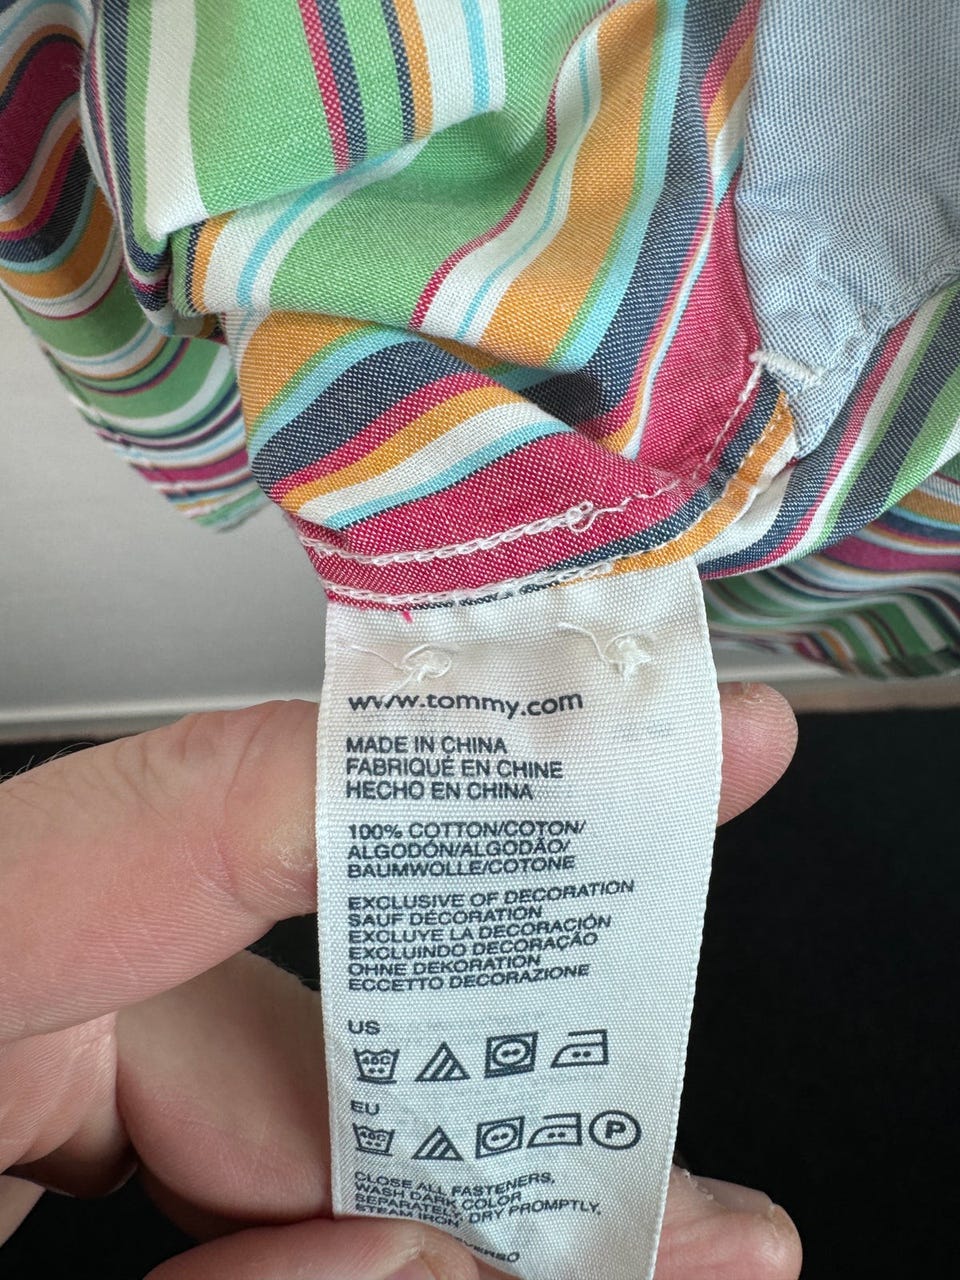 www.tommy.com
MADE IN CHINA
FABRIQUÉ EN CHINE
HECHO EN CHINA
100% COTTON/COTON/
ALGODÓN/ALGODÃO/
BAUMWOLLE/COTONE
EXCLUSIVE OF DECORATION
SAUF DÉCORATION
EXCLUYE LA DECORACIÓN
EXCLUINDO DECORAÇÃO
OHNE DEKORATION
ECCETTO DECORAZIONE
US
40C
EU
40C
P
CLOSE ALL FASTENERS,
WASH DARK COLOR
SEPARATELY, DRY PROMPTLY,
STEAM IRON